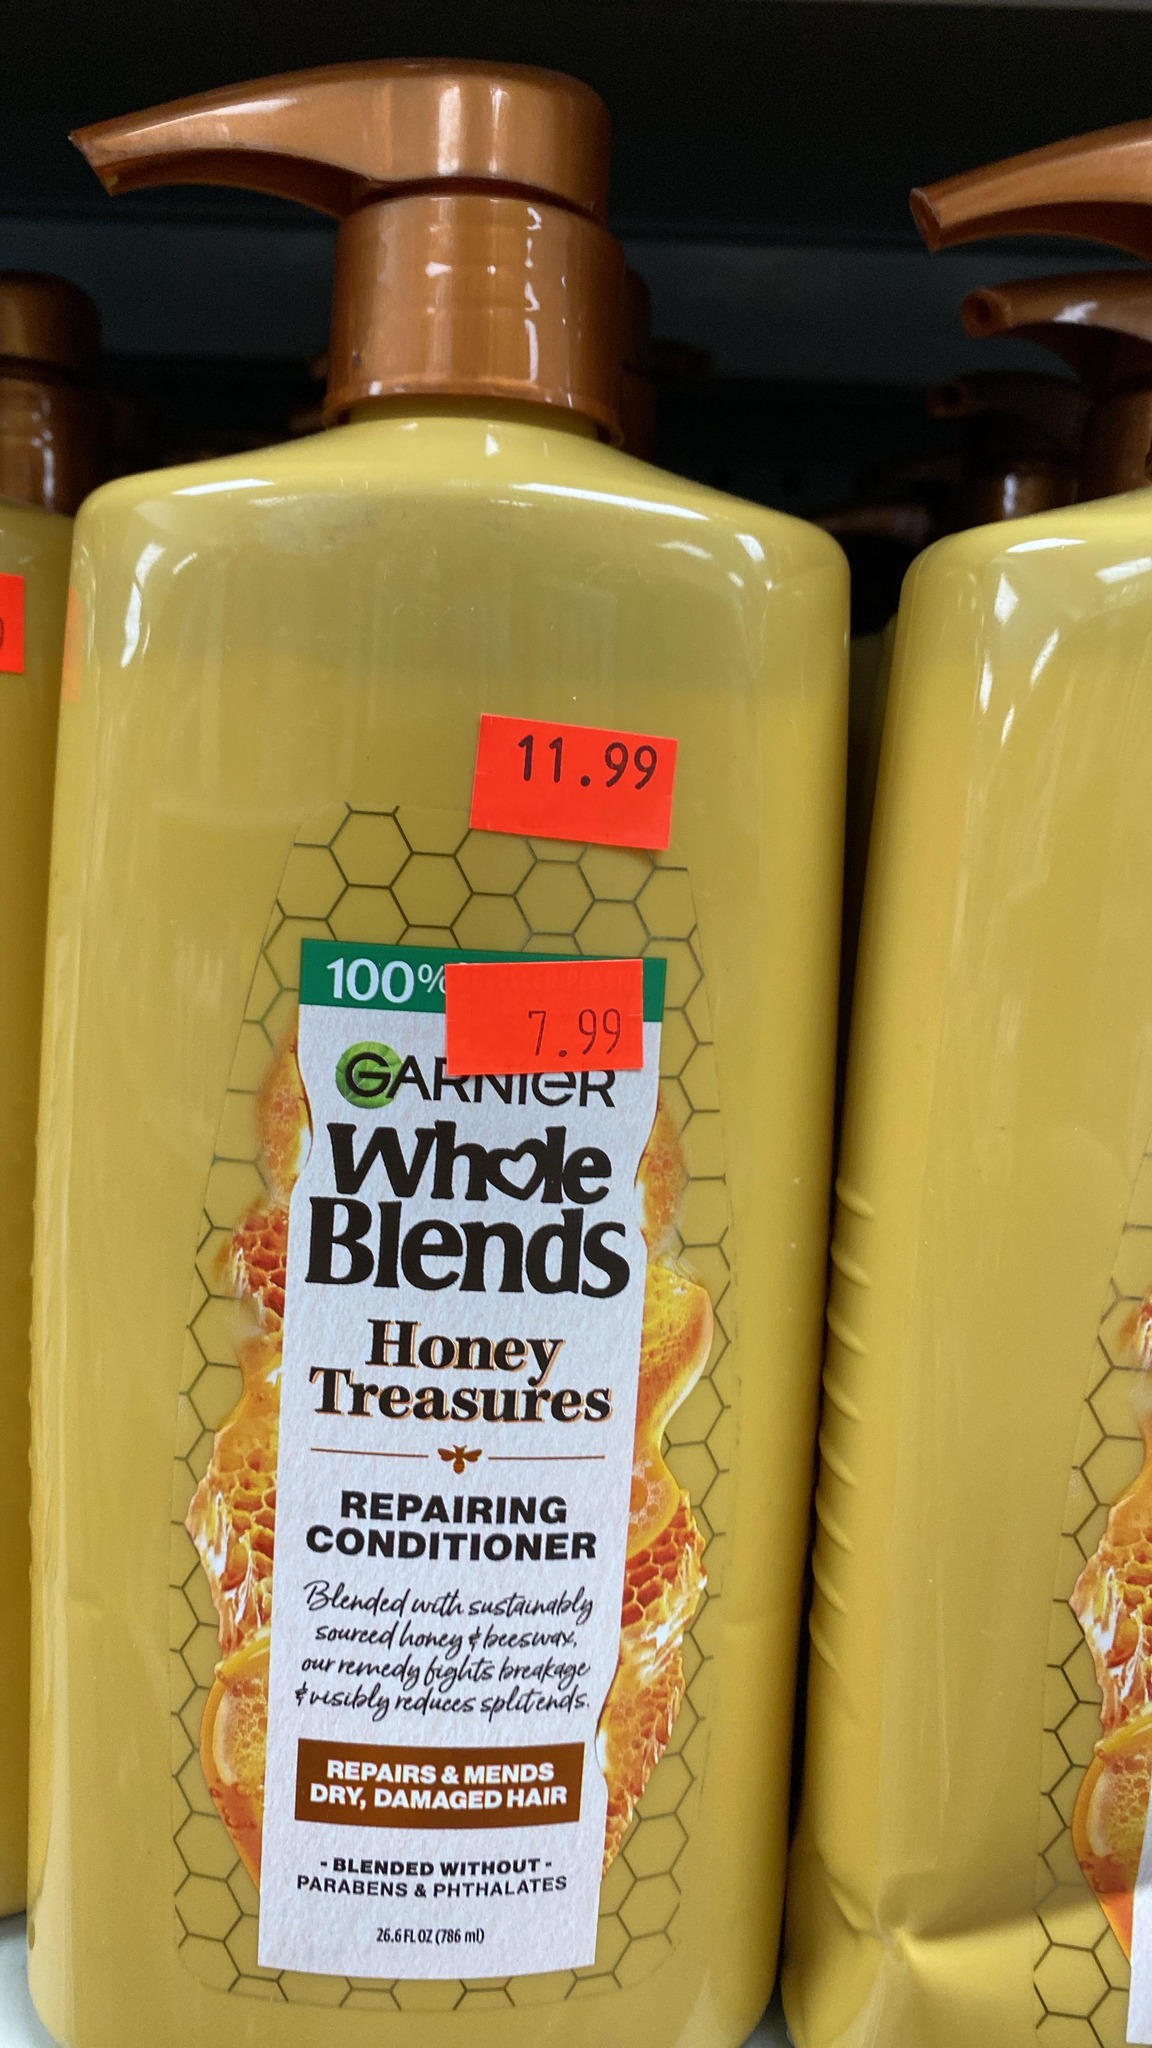 11.99
100%
7.99
GARNIER
Whole
Blends
Honey
Treasures
REPAIRING
CONDITIONER
Blended with sustainably
sourced honey & beeswax,
our remedy fights breakage
& visibly reduces split ends.
REPAIRS & MENDS
DRY, DAMAGED HAIR
- BLENDED WITHOUT -
PARABENS & PHTHALATES
26.6 FL OZ (786 ml)